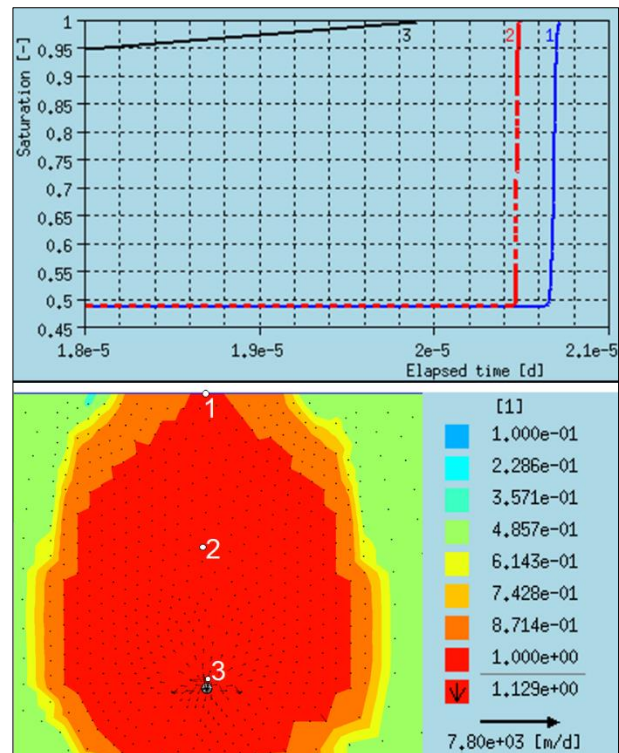 1
0.95
0.9
0.85
0.8
0.75
0.7
0.65
0.6
0.55
0.5
0.45
Saturation [-]
3
2
1
1.8e-5
1.9e-5
2e-5
2.1e-5
Elapsed time [d]
1
2
3
[1]
1.000e-01
2.286e-01
3.571e-01
4.857e-01
6.143e-01
7.428e-01
8.714e-01
1.000e+00
1.129e+00
7.80e+03 [m/d]